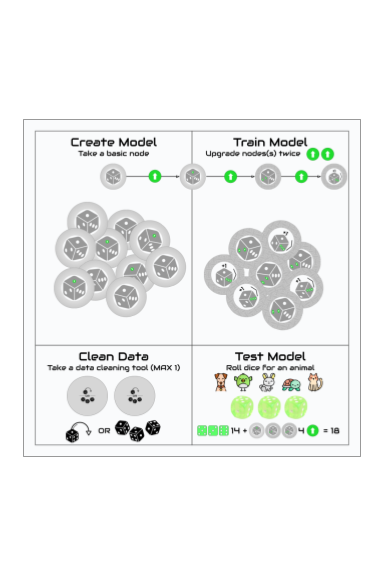 Create Model
Take a basic node
Train Model
Upgrade nodes(s) twice
Clean Data
Take a data cleaning tool (MAX 1)
OR
Test Model
Roll dice for an animal
14 + 4 = 18